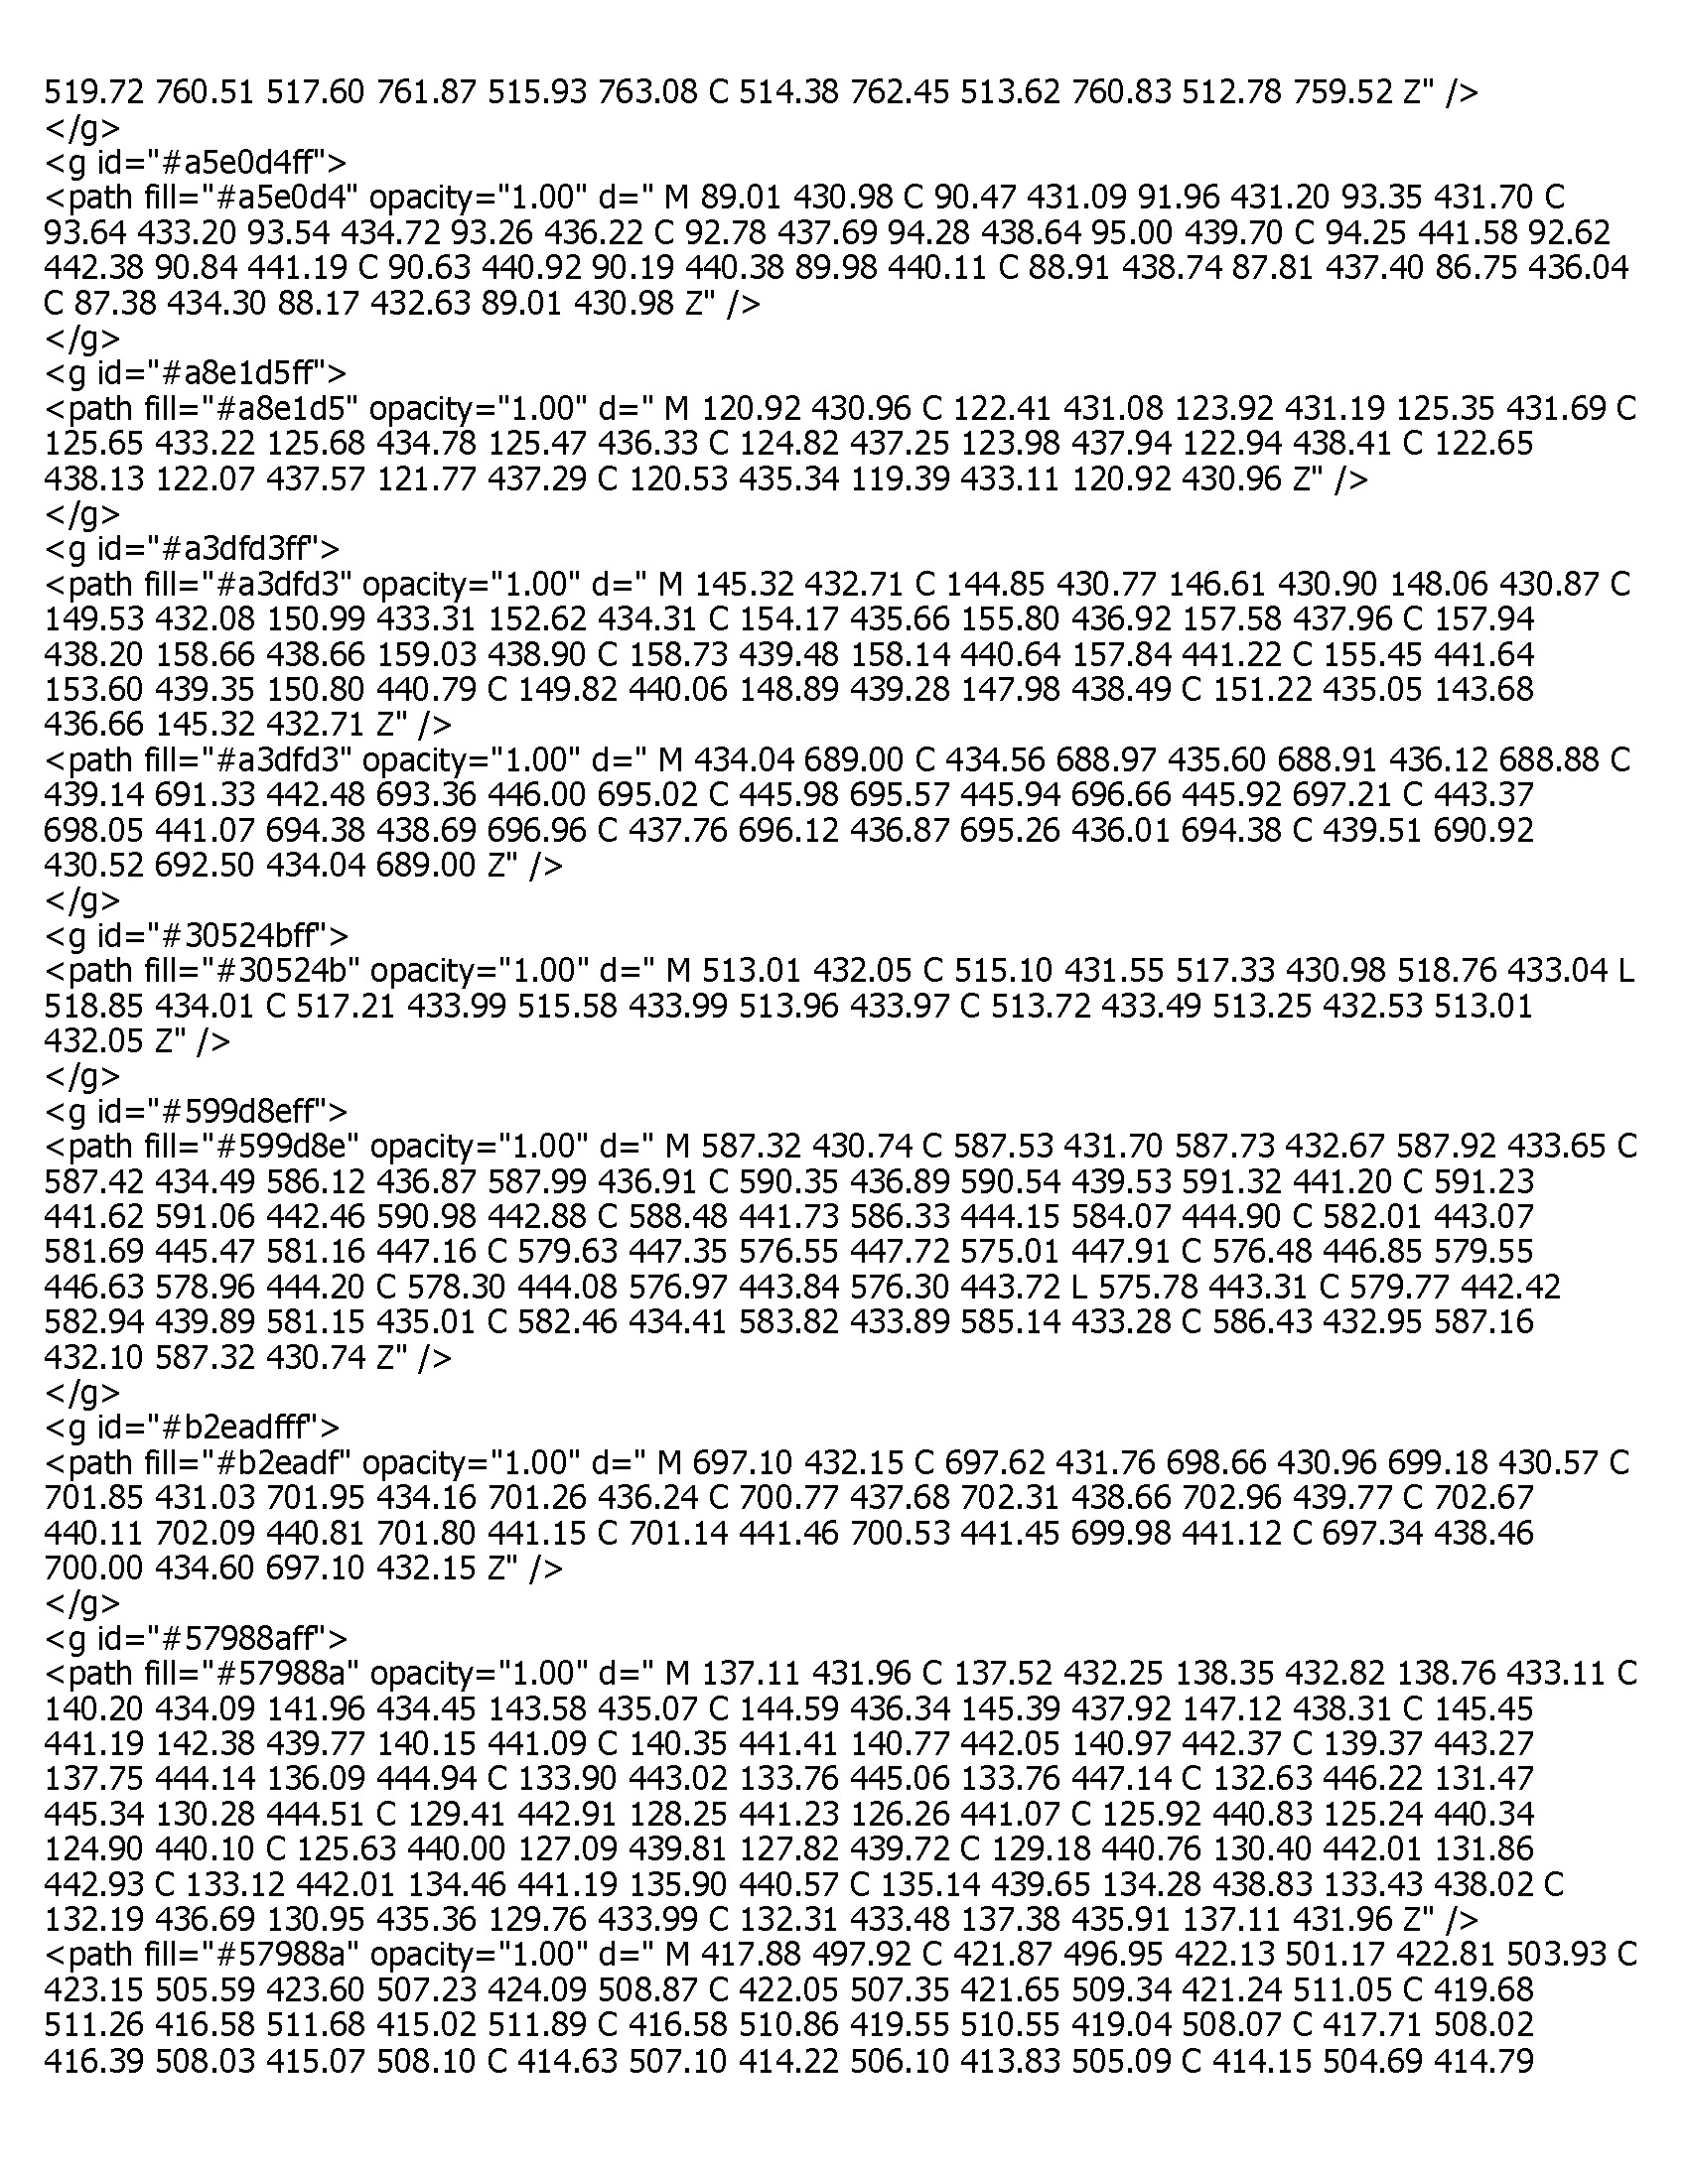 519.72 760.51 517.60 761.87 515.93 763.08 C 514.38 762.45 513.62 760.83 512.78 759.52 Z" />
</g>
<g id="#a5e0d4ff">
<path fill="#a5e0d4" opacity="1.00" d=" M 89.01 430.98 C 90.47 431.09 91.96 431.20 93.35 431.70 C
93.64 433.20 93.54 434.72 93.26 436.22 C 92.78 437.69 94.28 438.64 95.00 439.70 C 94.25 441.58 92.62
442.38 90.84 441.19 C 90.63 440.92 90.19 440.38 89.98 440.11 C 88.91 438.74 87.81 437.40 86.75 436.04
C 87.38 434.30 88.17 432.63 89.01 430.98 Z" />
</g>
<g id="#a8e1d5ff">
<path fill="#a8e1d5" opacity="1.00" d=" M 120.92 430.96 C 122.41 431.08 123.92 431.19 125.35 431.69 C
125.65 433.22 125.68 434.78 125.47 436.33 C 124.82 437.25 123.98 437.94 122.94 438.41 C 122.65
438.13 122.07 437.57 121.77 437.29 C 120.53 435.34 119.39 433.11 120.92 430.96 Z" />
</g>
<g id="#a3dfd3ff">
<path fill="#a3dfd3" opacity="1.00" d=" M 145.32 432.71 C 144.85 430.77 146.61 430.90 148.06 430.87 C
149.53 432.08 150.99 433.31 152.62 434.31 C 154.17 435.66 155.80 436.92 157.58 437.96 C 157.94
438.20 158.66 438.66 159.03 438.90 C 158.73 439.48 158.14 440.64 157.84 441.22 C 155.45 441.64
153.60 439.35 150.80 440.79 C 149.82 440.06 148.89 439.28 147.98 438.49 C 151.22 435.05 143.68
436.66 145.32 432.71 Z" />
<path fill="#a3dfd3" opacity="1.00" d=" M 434.04 689.00 C 434.56 688.97 435.60 688.91 436.12 688.88 C
439.14 691.33 442.48 693.36 446.00 695.02 C 445.98 695.57 445.94 696.66 445.92 697.21 C 443.37
698.05 441.07 694.38 438.69 696.96 C 437.76 696.12 436.87 695.26 436.01 694.38 C 439.51 690.92
430.52 692.50 434.04 689.00 Z" />
</g>
<g id="#30524bff">
<path fill="#30524b" opacity="1.00" d=" M 513.01 432.05 C 515.10 431.55 517.33 430.98 518.76 433.04 L
518.85 434.01 C 517.21 433.99 515.58 433.99 513.96 433.97 C 513.72 433.49 513.25 432.53 513.01
432.05 Z" />
</g>
<g id="#599d8eff">
<path fill="#599d8e" opacity="1.00" d=" M 587.32 430.74 C 587.53 431.70 587.73 432.67 587.92 433.65 C
587.42 434.49 586.12 436.87 587.99 436.91 C 590.35 436.89 590.54 439.53 591.32 441.20 C 591.23
441.62 591.06 442.46 590.98 442.88 C 588.48 441.73 586.33 444.15 584.07 444.90 C 582.01 443.07
581.69 445.47 581.16 447.16 C 579.63 447.35 576.55 447.72 575.01 447.91 C 576.48 446.85 579.55
446.63 578.96 444.20 C 578.30 444.08 576.97 443.84 576.30 443.72 L 575.78 443.31 C 579.77 442.42
582.94 439.89 581.15 435.01 C 582.46 434.41 583.82 433.89 585.14 433.28 C 586.43 432.95 587.16
432.10 587.32 430.74 Z" />
</g>
<g id="#b2eadfff">
<path fill="#b2eadf" opacity="1.00" d=" M 697.10 432.15 C 697.62 431.76 698.66 430.96 699.18 430.57 C
701.85 431.03 701.95 434.16 701.26 436.24 C 700.77 437.68 702.31 438.66 702.96 439.77 C 702.67
440.11 702.09 440.81 701.80 441.15 C 701.14 441.46 700.53 441.45 699.98 441.12 C 697.34 438.46
700.00 434.60 697.10 432.15 Z" />
</g>
<g id="#57988aff">
<path fill="#57988a" opacity="1.00" d=" M 137.11 431.96 C 137.52 432.25 138.35 432.82 138.76 433.11 C
140.20 434.09 141.96 434.45 143.58 435.07 C 144.59 436.34 145.39 437.92 147.12 438.31 C 145.45
441.19 142.38 439.77 140.15 441.09 C 140.35 441.41 140.77 442.05 140.97 442.37 C 139.37 443.27
137.75 444.14 136.09 444.94 C 133.90 443.02 133.76 445.06 133.76 447.14 C 132.63 446.22 131.47
445.34 130.28 444.51 C 129.41 442.91 128.25 441.23 126.26 441.07 C 125.92 440.83 125.24 440.34
124.90 440.10 C 125.63 440.00 127.09 439.81 127.82 439.72 C 129.18 440.76 130.40 442.01 131.86
442.93 C 133.12 442.01 134.46 441.19 135.90 440.57 C 135.14 439.65 134.28 438.83 133.43 438.02 C
132.19 436.69 130.95 435.36 129.76 433.99 C 132.31 433.48 137.38 435.91 137.11 431.96 Z" />
<path fill="#57988a" opacity="1.00" d=" M 417.88 497.92 C 421.87 496.95 422.13 501.17 422.81 503.93 C
423.15 505.59 423.60 507.23 424.09 508.87 C 422.05 507.35 421.65 509.34 421.24 511.05 C 419.68
511.26 416.58 511.68 415.02 511.89 C 416.58 510.86 419.55 510.55 419.04 508.07 C 417.71 508.02
416.39 508.03 415.07 508.10 C 414.63 507.10 414.22 506.10 413.83 505.09 C 414.15 504.69 414.79